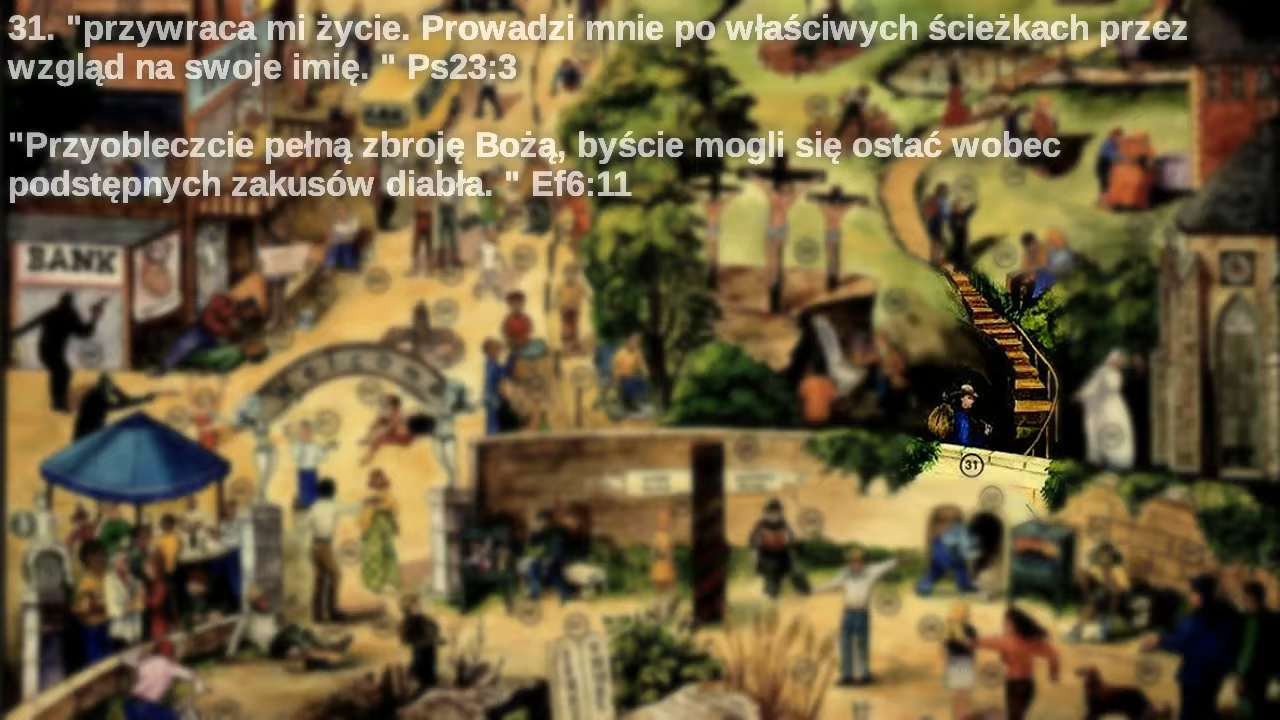 31. "przywraca mi życie. Prowadzi mnie po właściwych ścieżkach przez
wzgląd na swoje imię. " Ps23:3
"Przyobleczcie pełną zbroję Bożą, byście mogli się ostać wobec
podstępnych zakusów diabła. " Ef6:11
BANK
WELCOME
31